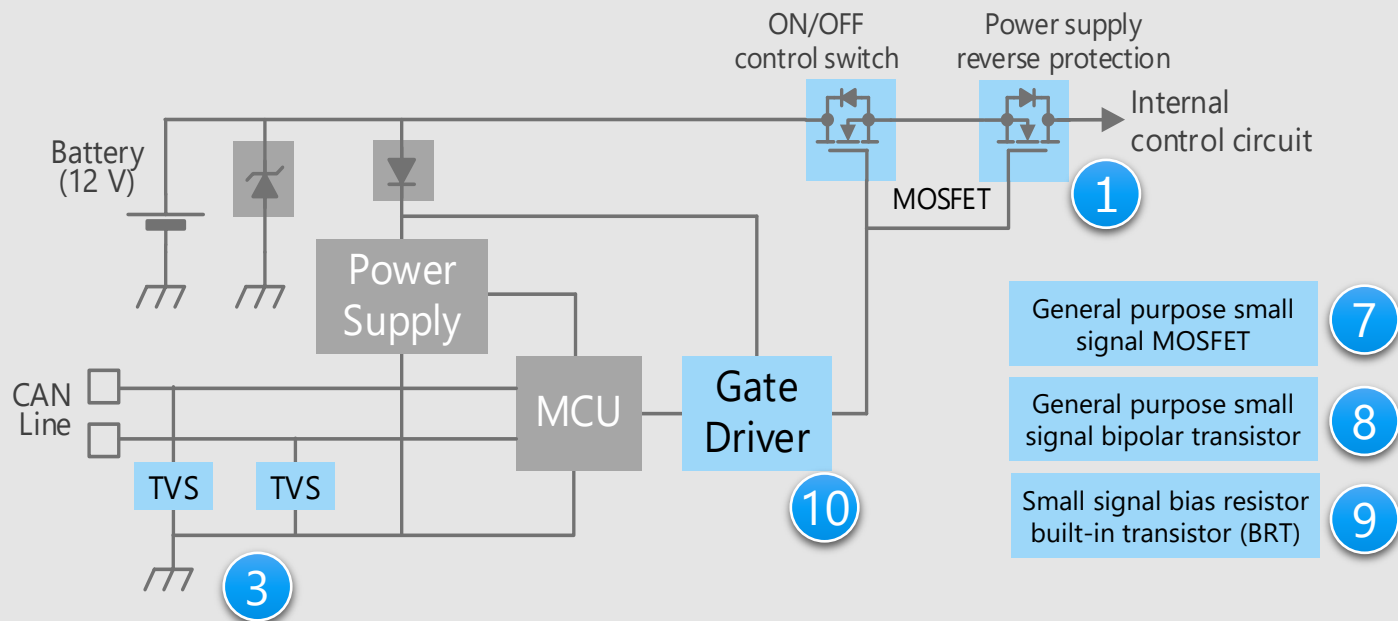 ON/OFF
control switch
Power supply
reverse protection
Internal
control circuit
Battery
(12 V)
MOSFET
1
Power
Supply
General purpose small
signal MOSFET
7
CAN
Line
MCU
Gate
Driver
General purpose small
signal bipolar transistor
8
TVS
TVS
10
Small signal bias resistor
built-in transistor (BRT)
9
3